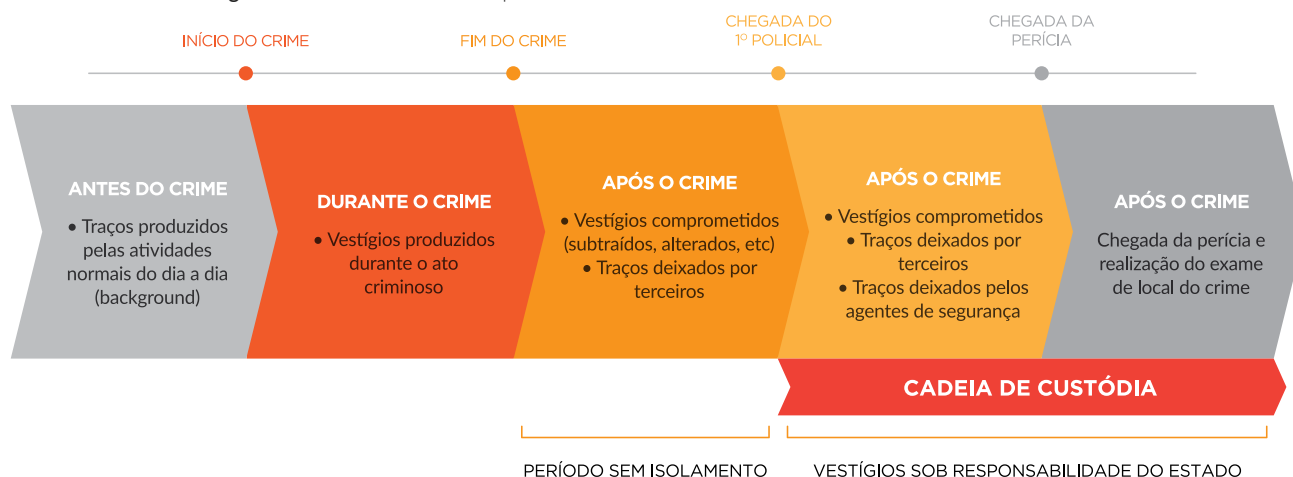 INÍCIO DO CRIME
FIM DO CRIME
CHEGADA DO
1º POLICIAL
CHEGADA DA
PERÍCIA
ANTES DO CRIME
• Traços produzidos
pelas atividades
normais do dia a dia
(background)
DURANTE O CRIME
• Vestígios produzidos
durante o ato
criminoso
APÓS O CRIME
• Vestígios comprometidos
(subtraídos, alterados, etc)
• Traços deixados por
terceiros
APÓS O CRIME
• Vestígios comprometidos
• Traços deixados por
terceiros
• Traços deixados pelos
agentes de segurança
APÓS O CRIME
Chegada da perícia e
realização do exame
de local do crime
CADEIA DE CUSTÓDIA
PERÍODO SEM ISOLAMENTO
VESTÍGIOS SOB RESPONSABILIDADE DO ESTADO